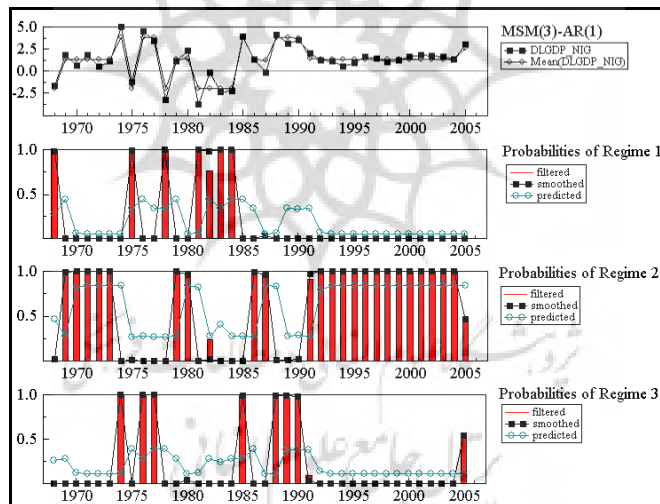 MSM(3)-AR(1)
DLGDP_NIG
Mean(DLGDP_NIG)
5.0
2.5
0.0
-2.5
1970 1975 1980 1985 1990 1995 2000 2005
Probabilities of Regime 1
filtered
smoothed
predicted
1.0
0.5
1970 1975 1980 1985 1990 1995 2000 2005
Probabilities of Regime 2
filtered
smoothed
predicted
1.0
0.5
1970 1975 1980 1985 1990 1995 2000 2005
Probabilities of Regime 3
filtered
smoothed
predicted
1.0
0.5
1970 1975 1980 1985 1990 1995 2000 2005